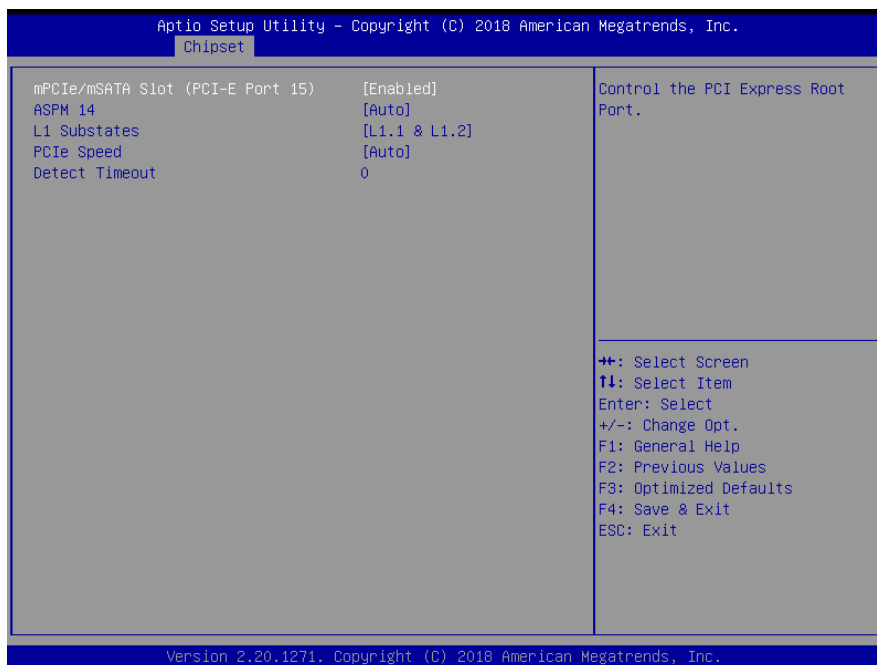 Aptio Setup Utility – Copyright (C) 2018 American Megatrends, Inc.
Chipset
mPCIe/mSATA Slot (PCI-E Port 15) [Enabled]
ASPM 14 [Auto]
L1 Substates [L1.1 & L1.2]
PCIe Speed [Auto]
Detect Timeout 0
Control the PCI Express Root
Port.
→←: Select Screen
↑↓: Select Item
Enter: Select
+/-: Change Opt.
F1: General Help
F2: Previous Values
F3: Optimized Defaults
F4: Save & Exit
ESC: Exit
Version 2.20.1271. Copyright (C) 2018 American Megatrends, Inc.